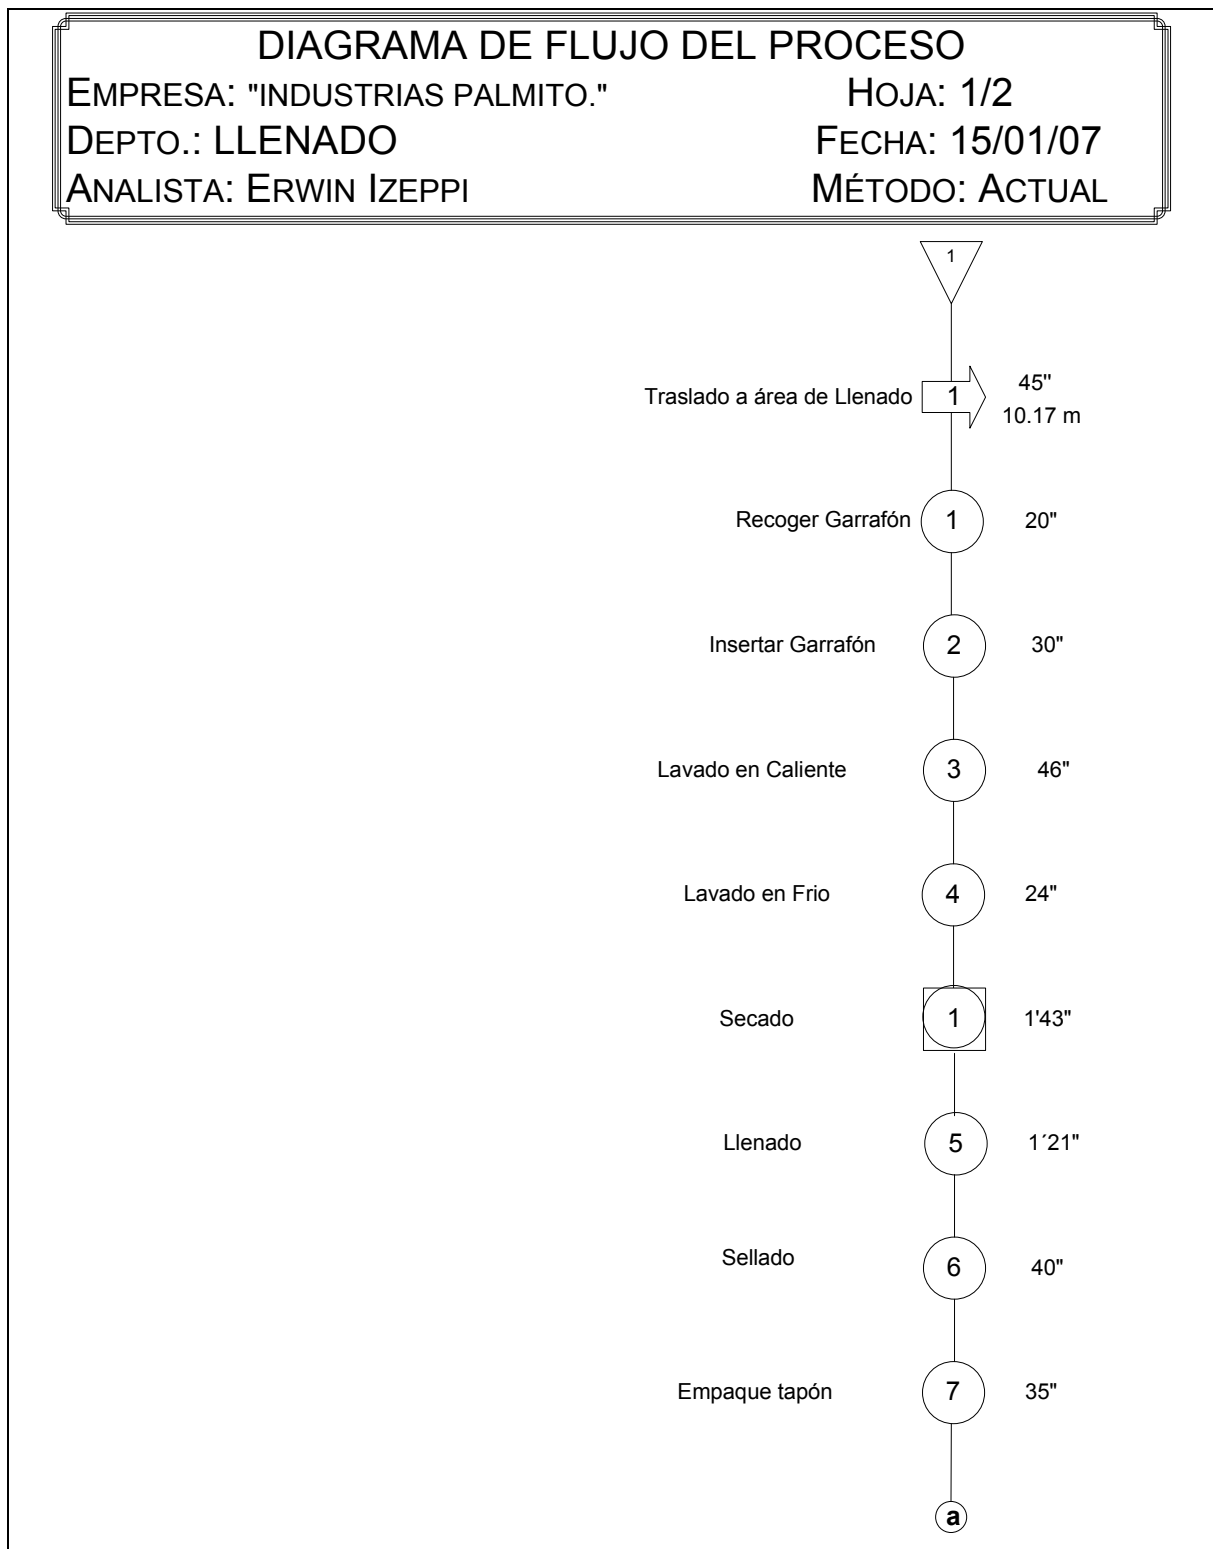 DIAGRAMA DE FLUJO DEL PROCESO
EMPRESA: "INDUSTRIAS PALMITO." HOJA: 1/2
DEPTO.: LLENADO FECHA: 15/01/07
ANALISTA: ERWIN IZEPPI MÉTODO: ACTUAL
1
Traslado a área de Llenado 1 45"
10.17 m
Recoger Garrafón 1 20"
Insertar Garrafón 2 30"
Lavado en Caliente 3 46"
Lavado en Frio 4 24"
Secado 1 1'43"
Llenado 5 1´21"
Sellado 6 40"
Empaque tapón 7 35"
a